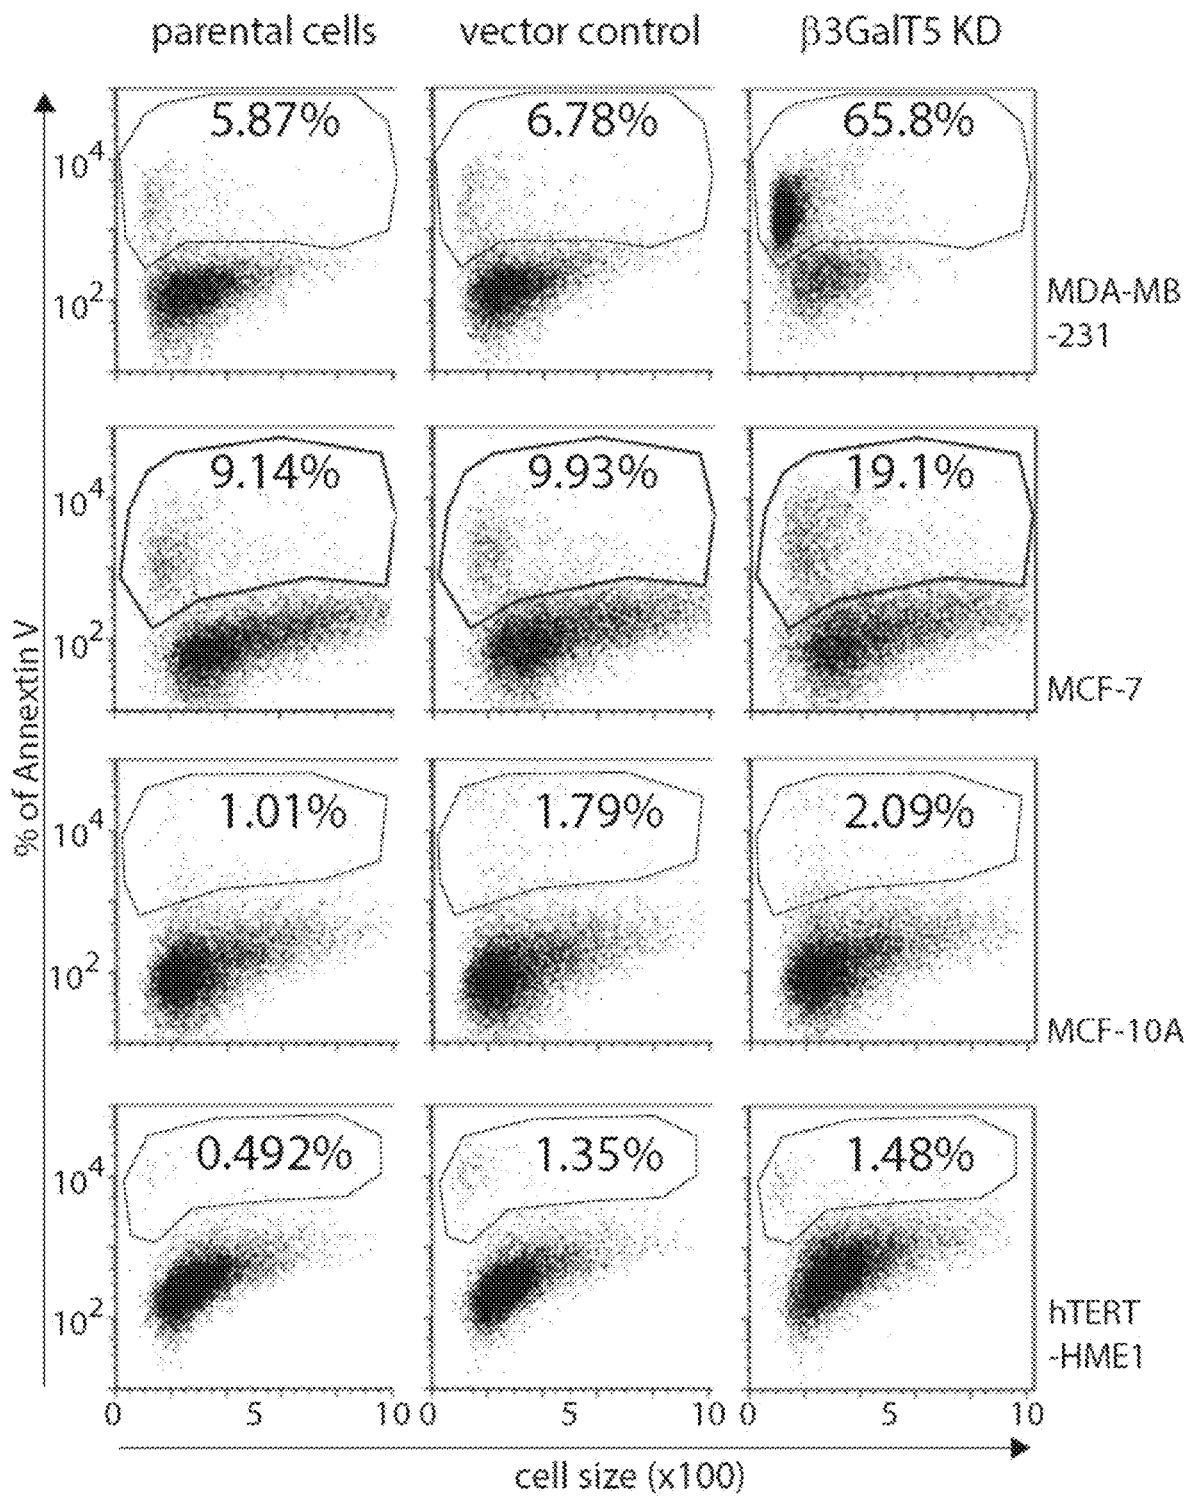 parental cells vector control β3GalT5 KD
5.87% 6.78% 65.8%
10⁴
10²
MDA-MB
-231
9.14% 9.93% 19.1%
10⁴
10²
MCF-7
% of Annextin V
1.01% 1.79% 2.09%
10⁴
10²
MCF-10A
0.492% 1.35% 1.48%
10⁴
10²
hTERT
-HME1
0 5 10 0 5 10 0 5 10
cell size (x100)